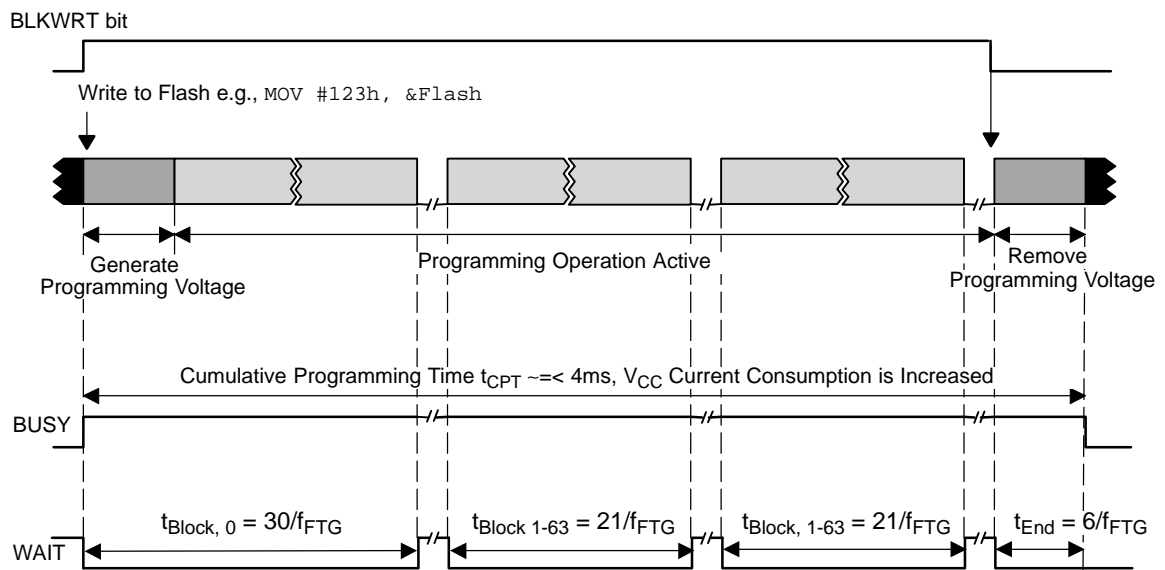 BLKWRT bit
Write to Flash e.g., MOV #123h, &Flash
Generate
Programming Voltage
Programming Operation Active
Remove
Programming Voltage
Cumulative Programming Time tCPT ~=< 4ms, VCC Current Consumption is Increased
BUSY
tBlock, 0 = 30/fFTG
tBlock 1-63 = 21/fFTG
tBlock, 1-63 = 21/fFTG
tEnd = 6/fFTG
WAIT